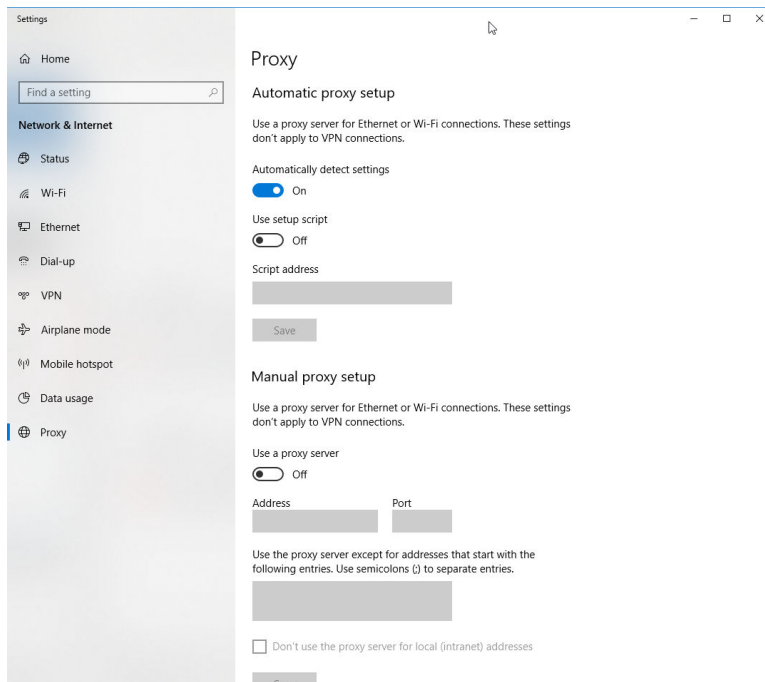 Settings
Home
Find a setting
Network & Internet
Status
Wi-Fi
Ethernet
Dial-up
VPN
Airplane mode
Mobile hotspot
Data usage
Proxy
Proxy
Automatic proxy setup
Use a proxy server for Ethernet or Wi-Fi connections. These settings
don't apply to VPN connections.
Automatically detect settings
On
Use setup script
Off
Script address
Save
Manual proxy setup
Use a proxy server for Ethernet or Wi-Fi connections. These settings
don't apply to VPN connections.
Use a proxy server
Off
Address Port
Use the proxy server except for addresses that start with the
following entries. Use semicolons (;) to separate entries.
Don't use the proxy server for local (intranet) addresses